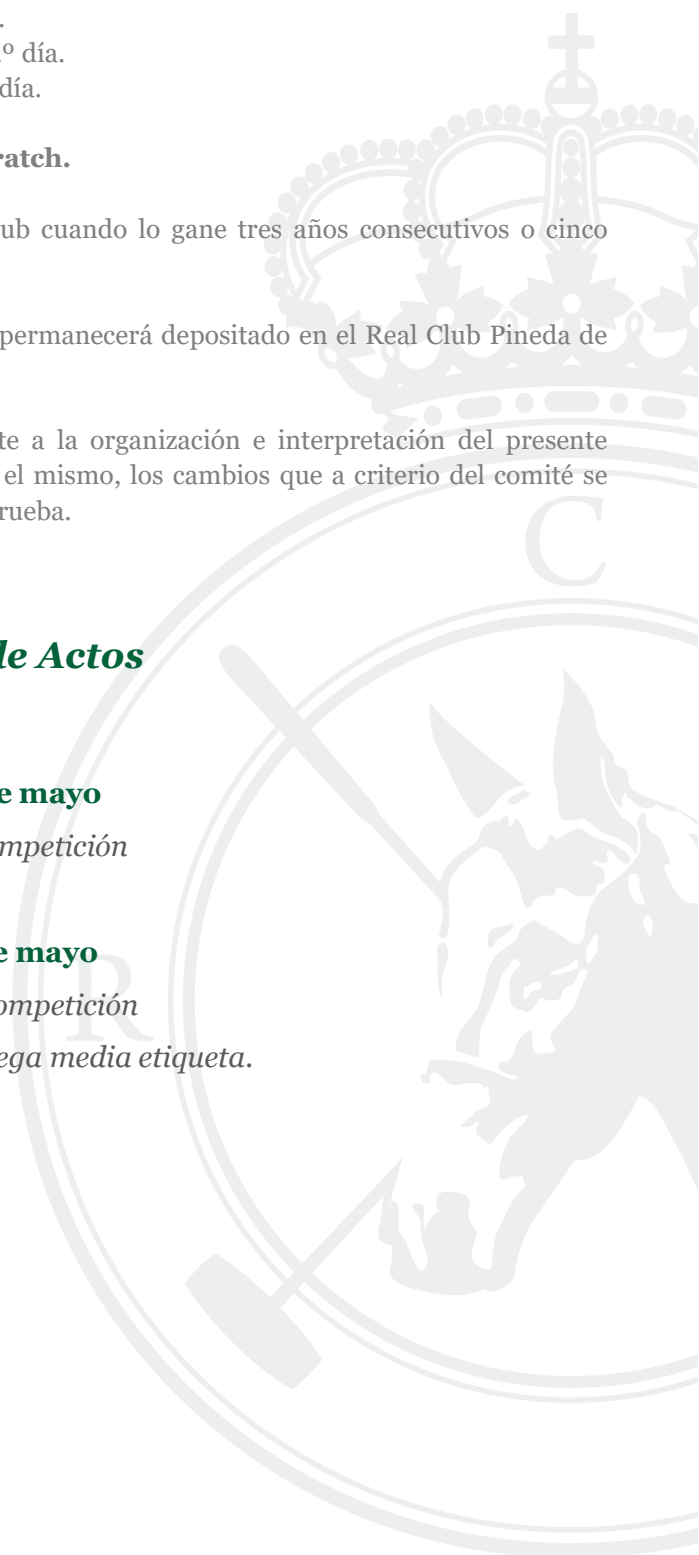 .º día.
día.
ratch.
ub cuando lo gane tres años consecutivos o cinco
permanecerá depositado en el Real Club Pineda de
te a la organización e interpretación del presente
el mismo, los cambios que a criterio del comité se
rueba.
C
de Actos
e mayo
mpetición
e mayo
R
ompetición
ega media etiqueta.